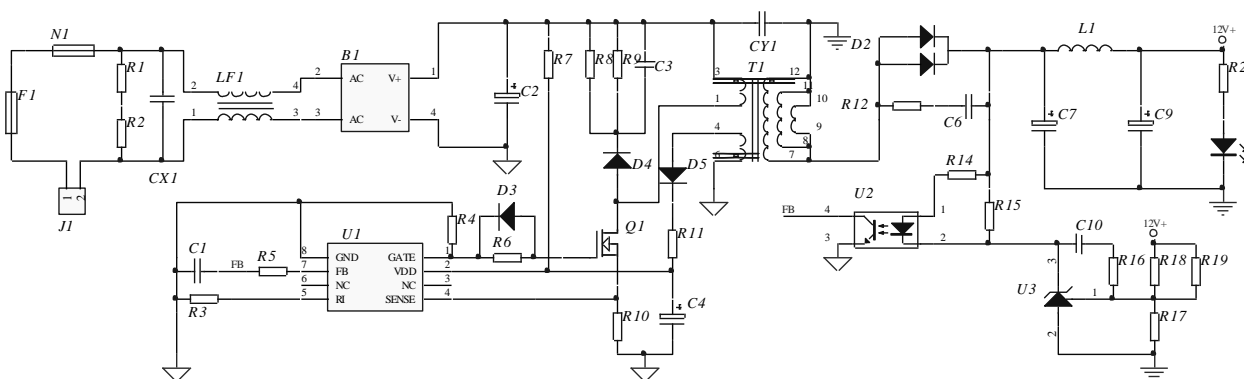 N1
F1
R1
R2
CX1
J1
1
2
LF1
2
1
4
3
B1
2
3
AC
AC
V+
V-
1
4
C2
R7
R8
R9
C3
CY1
T1
3
1
4
6
12
11
10
9
8
7
D2
R12
C6
C7
L1
C9
12V+
R2
D4
D5
Q1
R11
C4
R10
D3
R6
R4
U1
GND
FB
NC
RI
GATE
VDD
NC
SENSE
8
7
6
5
1
2
3
4
C1
FB
R5
R3
U2
FB
4
3
1
2
R14
R15
C10
12V+
R16
R18
R19
R17
U3
3
1
2